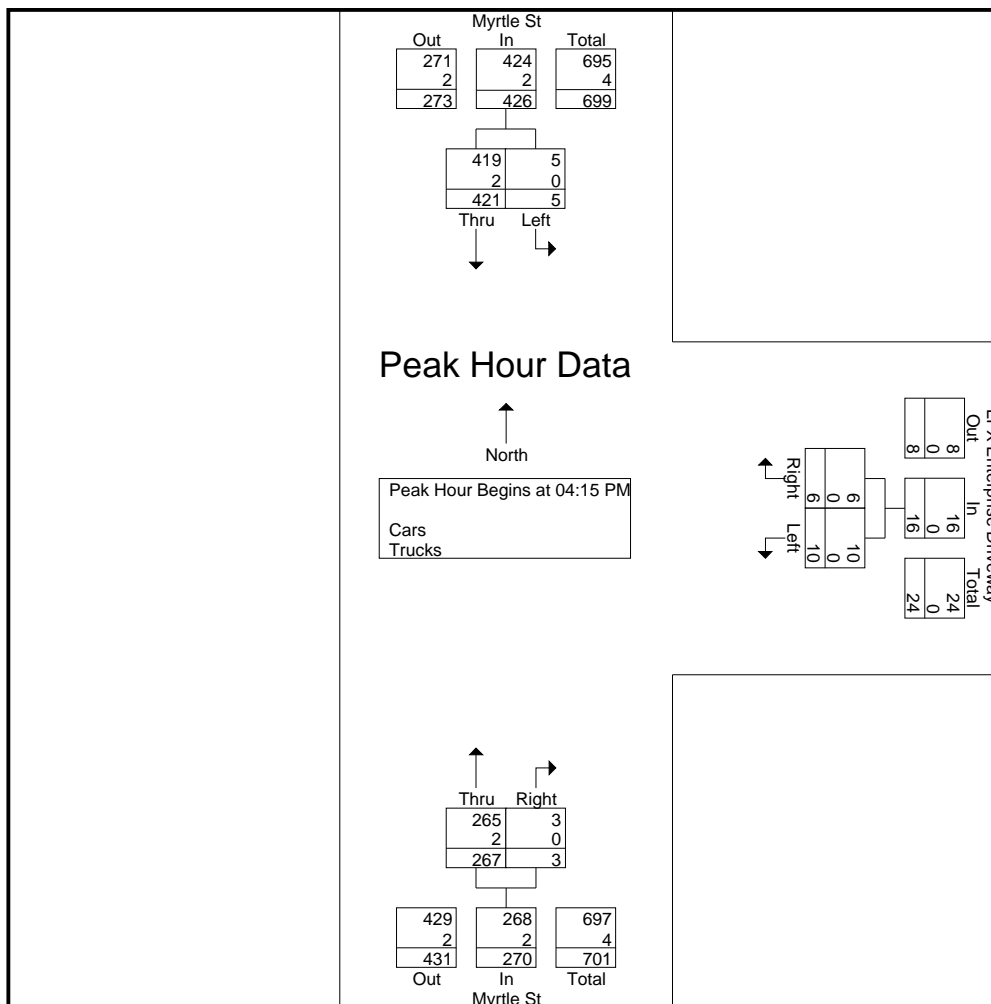 Myrtle St
Out In Total
271 424 695
2 2 4
273 426 699
419 5
2 0
421 5
Thru Left
Peak Hour Data
North
Peak Hour Begins at 04:15 PM
Cars
Trucks
Right Left
6 10
0 0
6 10
Enterprise Driveway
Out In Total
8 16 24
0 0 0
8 16 24
Thru Right
265 3
2 0
267 3
429 268 697
2 2 4
431 270 701
Out In Total
Myrtle St